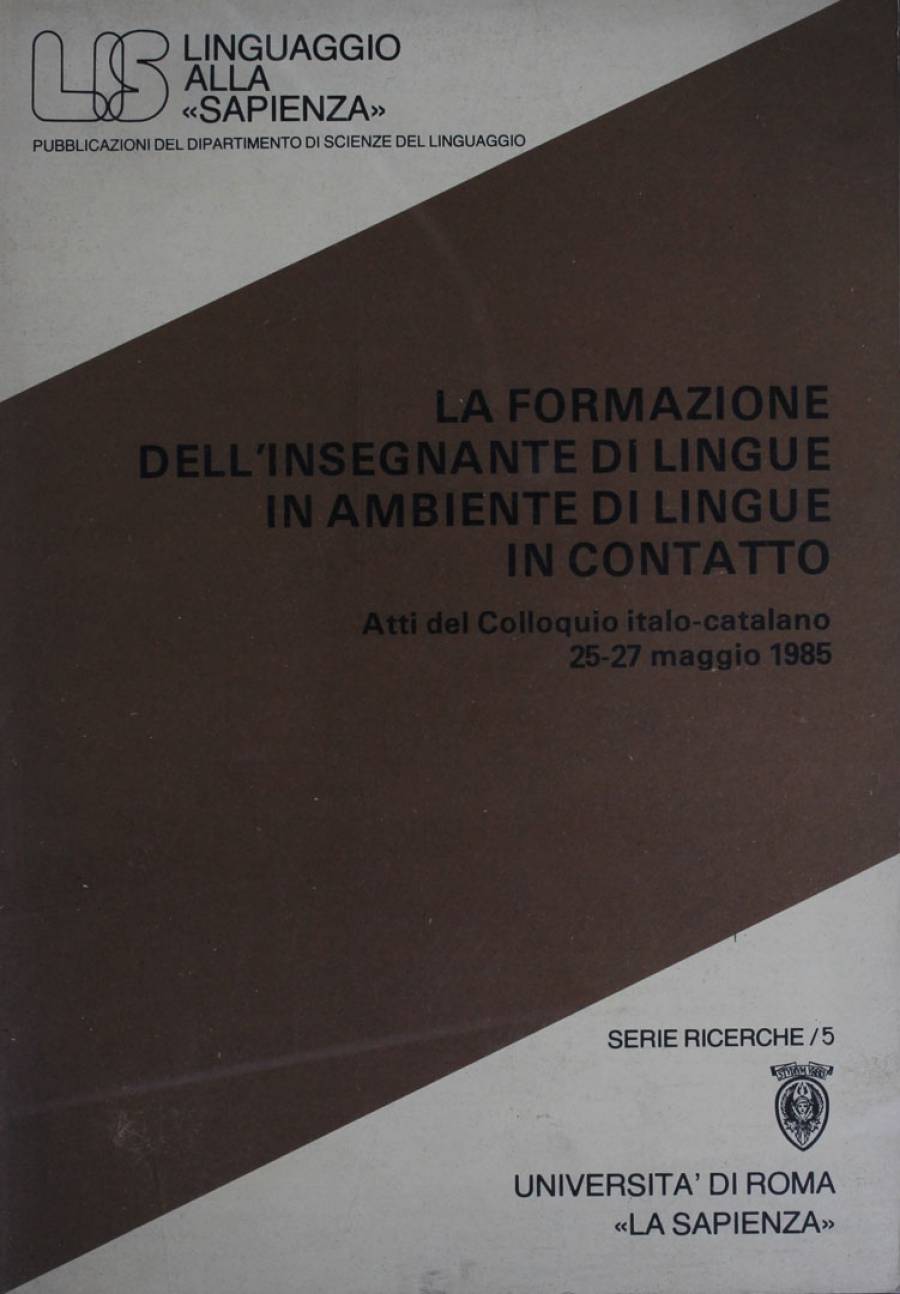 LS
LINGUAGGIO
ALLA
«SAPIENZA»
PUBBLICAZIONI DEL DIPARTIMENTO DI SCIENZE DEL LINGUAGGIO
LA FORMAZIONE
DELL'INSEGNANTE DI LINGUE
IN AMBIENTE DI LINGUE
IN CONTATTO
Atti del Colloquio italo-catalano
25-27 maggio 1985
SERIE RICERCHE / 5
UNIVERSITA' DI ROMA
«LA SAPIENZA»